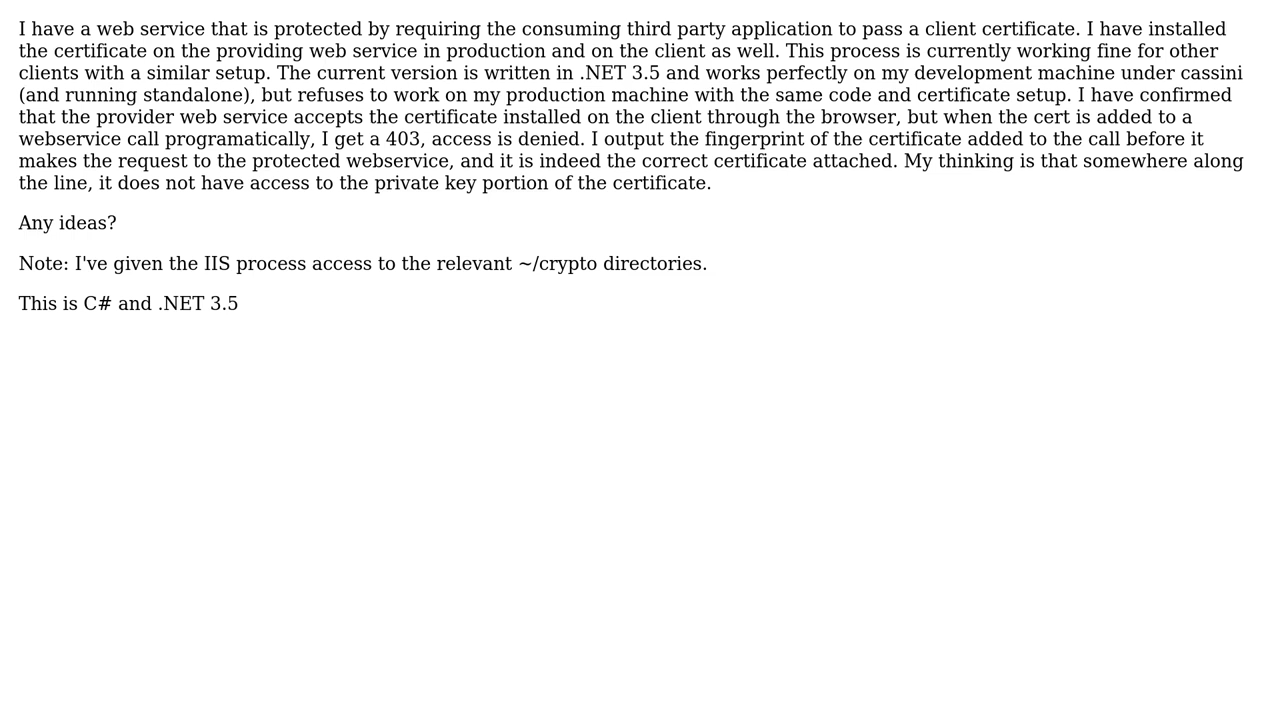 I have a web service that is protected by requiring the consuming third party application to pass a client certificate. I have installed
the certificate on the providing web service in production and on the client as well. This process is currently working fine for other
clients with a similar setup. The current version is written in .NET 3.5 and works perfectly on my development machine under cassini
(and running standalone), but refuses to work on my production machine with the same code and certificate setup. I have confirmed
that the provider web service accepts the certificate installed on the client through the browser, but when the cert is added to a
webservice call programatically, I get a 403, access is denied. I output the fingerprint of the certificate added to the call before it
makes the request to the protected webservice, and it is indeed the correct certificate attached. My thinking is that somewhere along
the line, it does not have access to the private key portion of the certificate.
Any ideas?
Note: I've given the IIS process access to the relevant ~/crypto directories.
This is C# and .NET 3.5